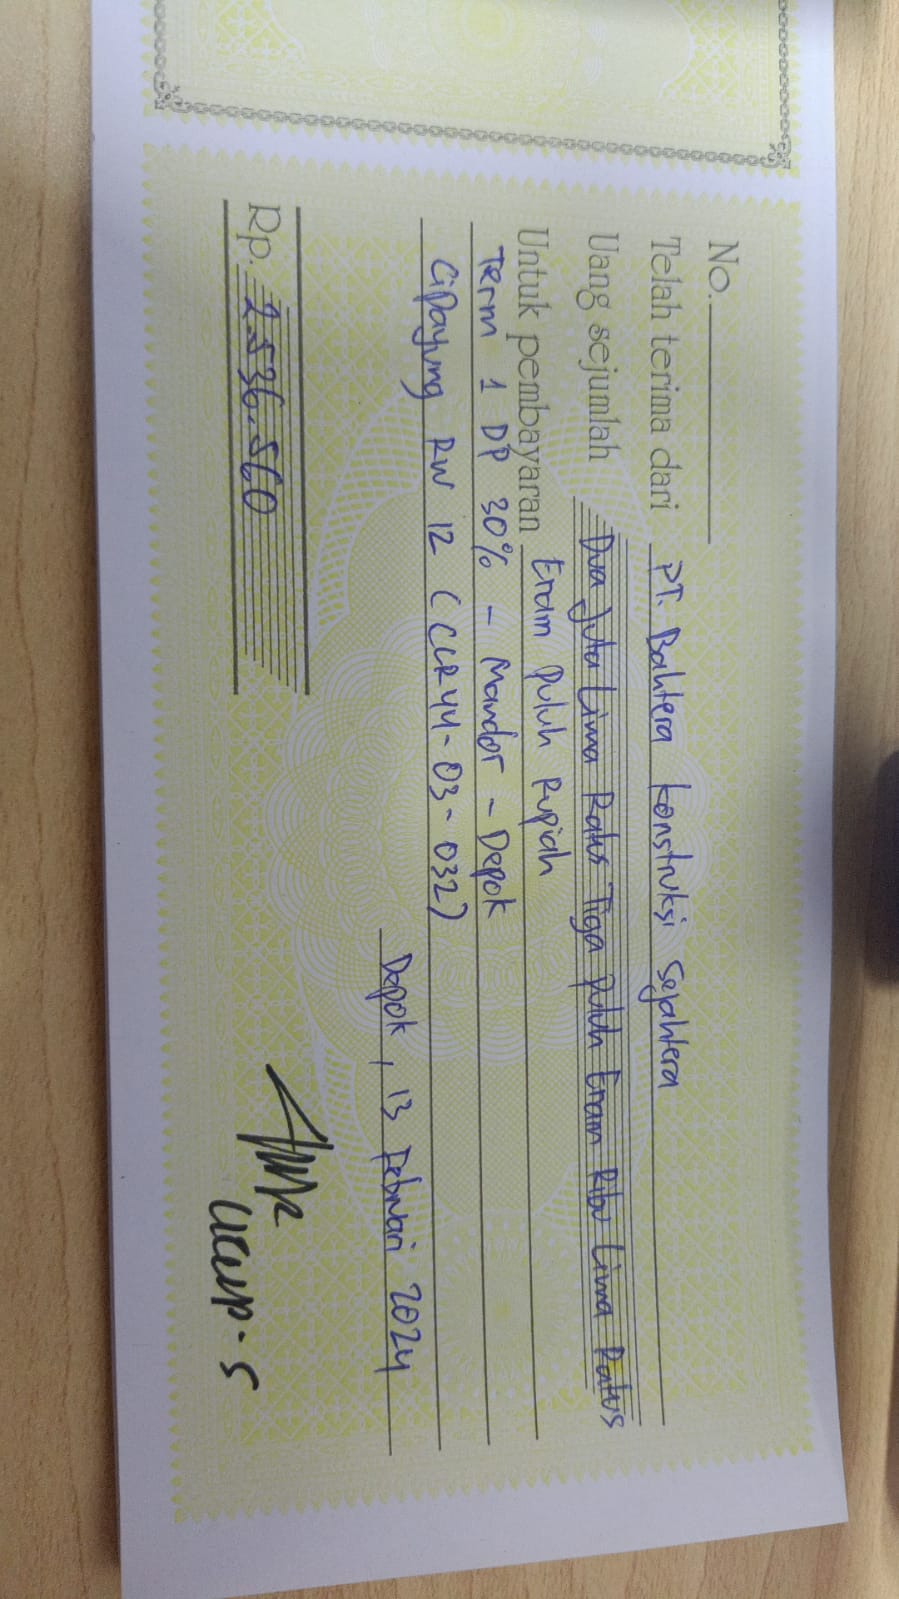 No.
Telah terima dari PT. Bahtera Konstruksi Sejahtera
Uang sejumlah Dua Juta Lima Ratus Tiga Puluh Enam Ribu Lima Ratus
Enam Puluh Rupiah
Untuk pembayaran
Term 1 DP 30% - Mandor - Depok
Cipayung RW 12 (CCR44-03-032)
Depok, 13 Februari 2024
Rp. 2.536.560
Ucup. S